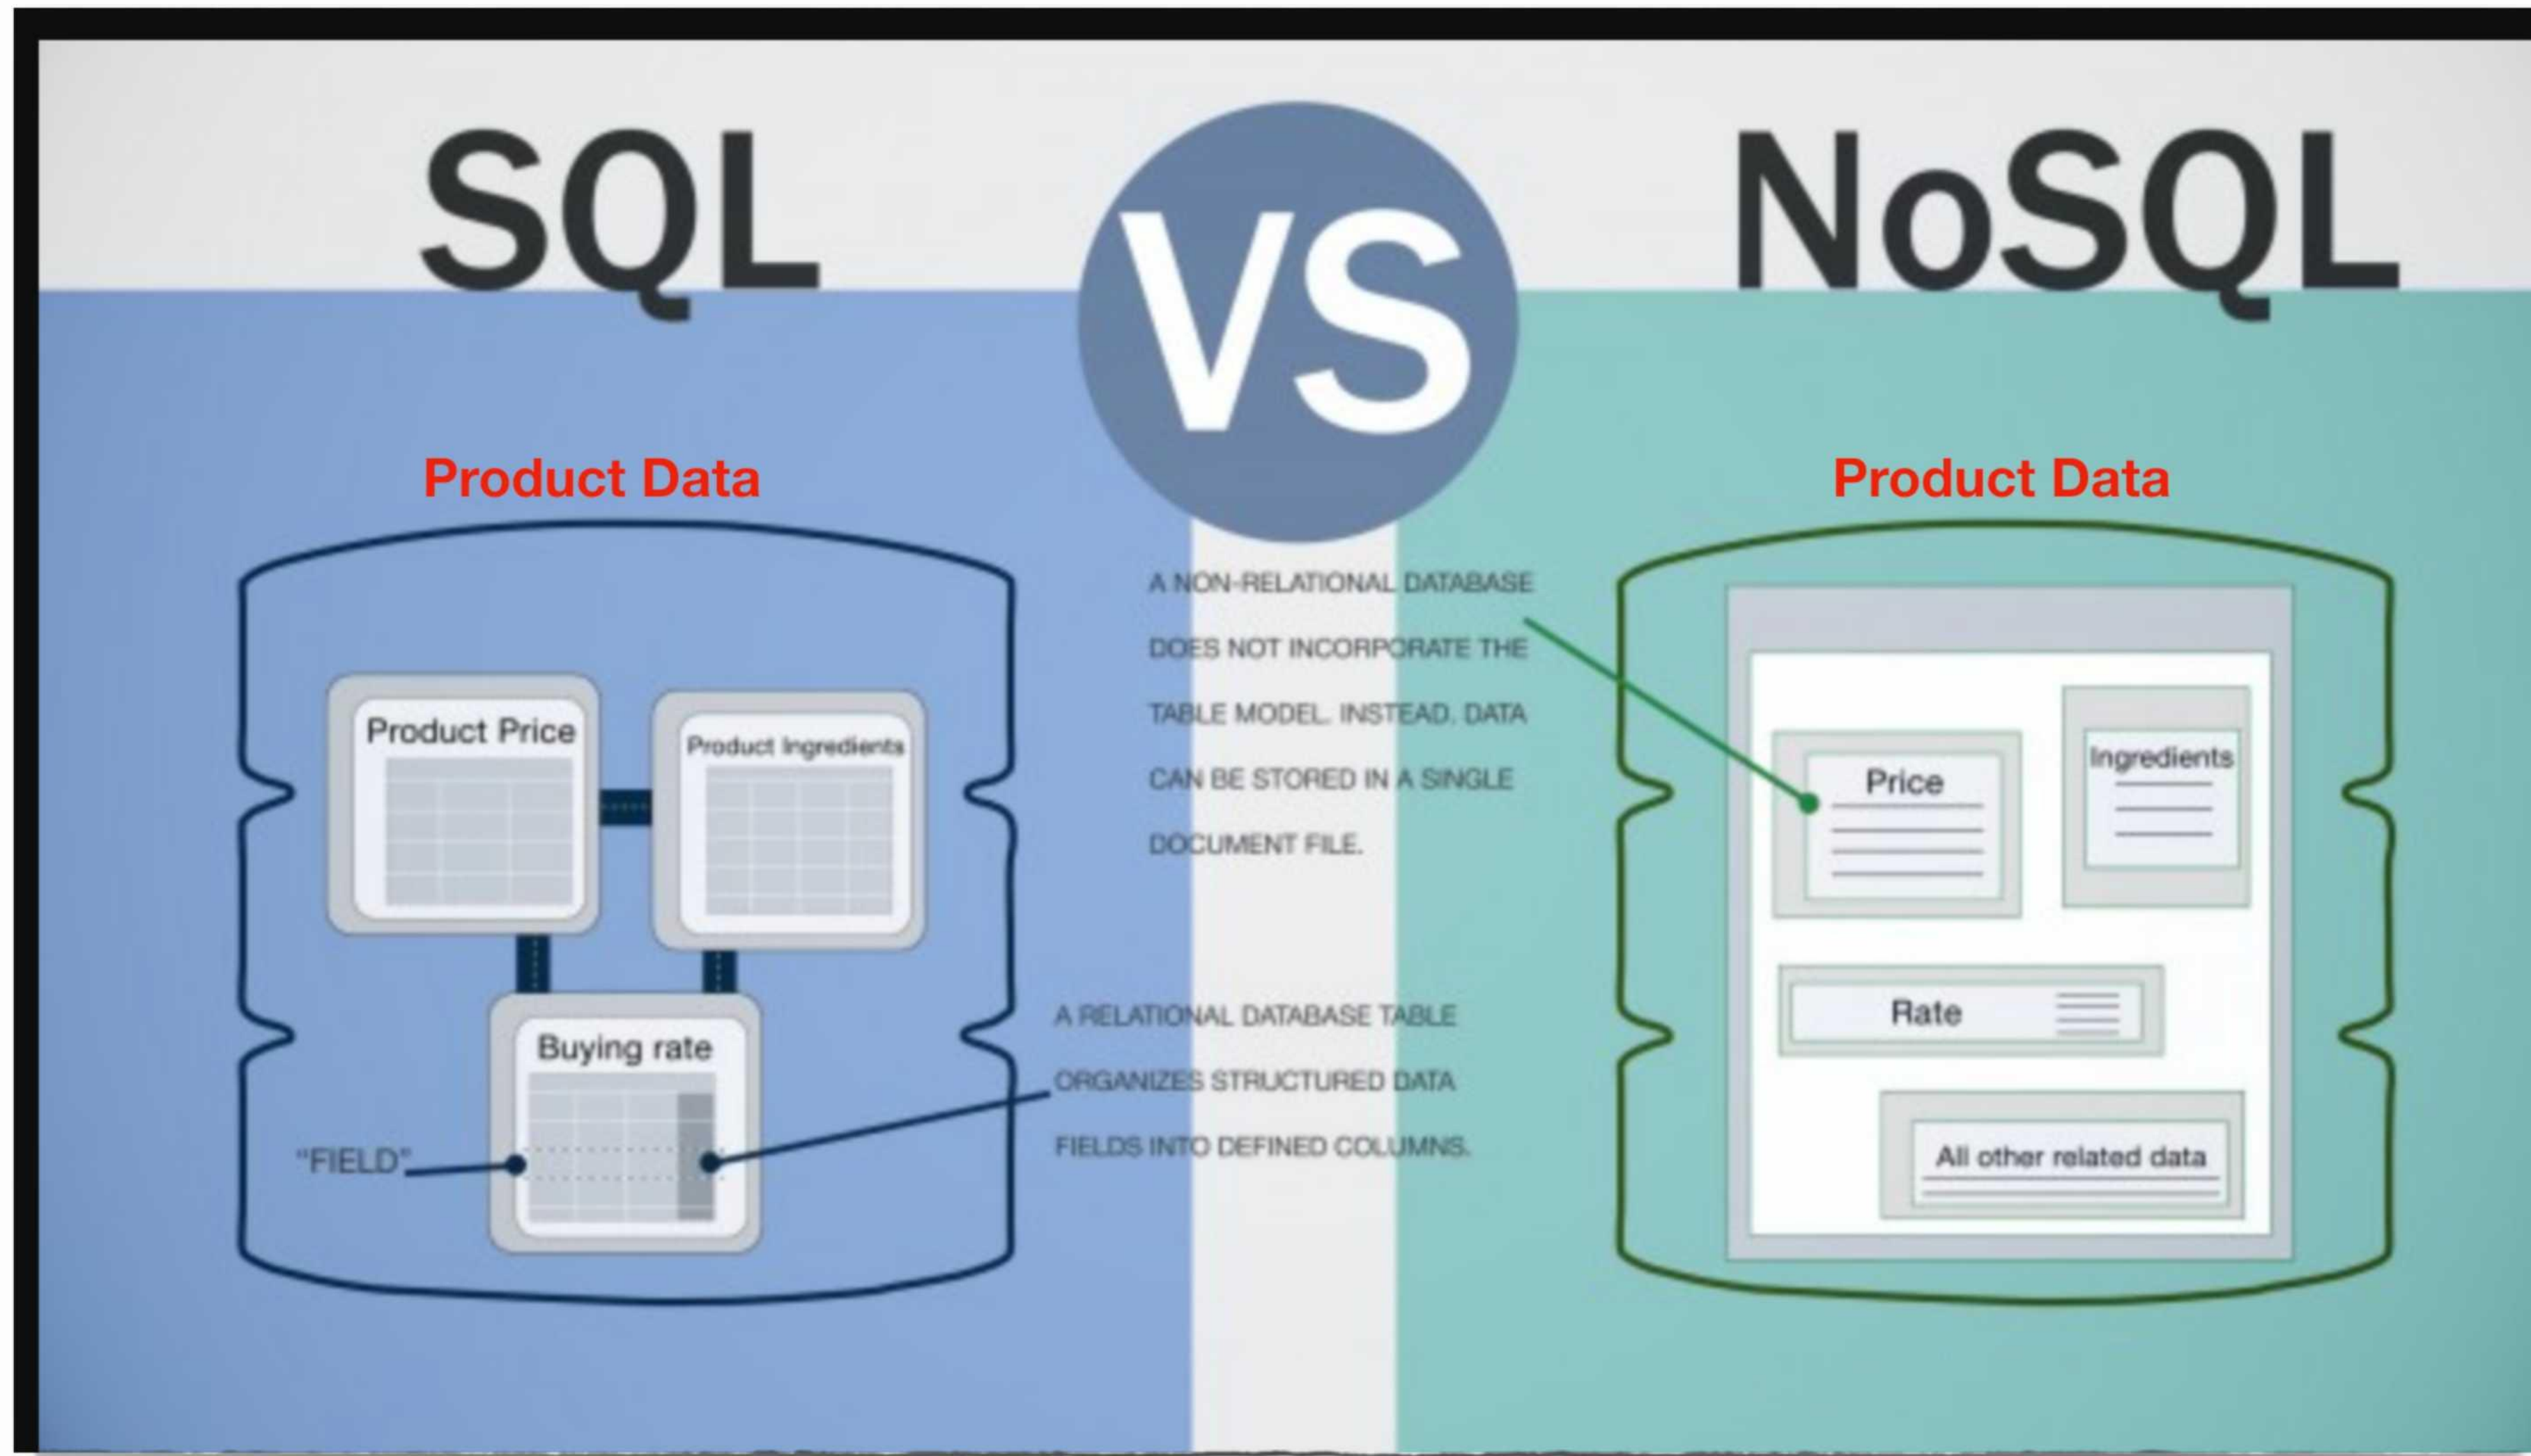 SQL
VS
NoSQL
Product Data
Product Price
Product Ingredients
Buying rate
"FIELD"
A NON-RELATIONAL DATABASE
DOES NOT INCORPORATE THE
TABLE MODEL. INSTEAD. DATA
CAN BE STORED IN A SINGLE
DOCUMENT FILE.
A RELATIONAL DATABASE TABLE
ORGANIZES STRUCTURED DATA
FIELDS INTO DEFINED COLUMNS.
Product Data
Price
Ingredients
Rate
All other related data